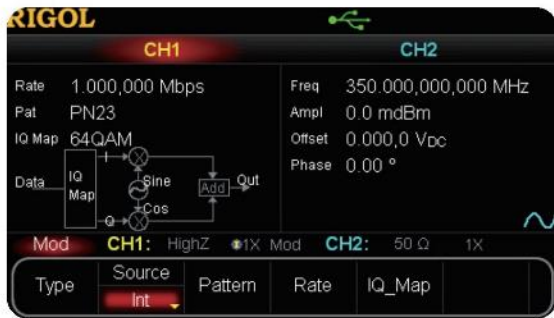 RIGOL
CH1 CH2
Rate 1.000,000 Mbps
Pat PN23
IQ Map 64QAM
Data
IQ
Map
I
Q
Sine
Cos
Add
Out
Freq 350.000,000,000 MHz
Ampl 0.0 mdBm
Offset 0.000,0 VDC
Phase 0.00 °
Mod CH1: HighZ 1X Mod CH2: 50 Ω 1X
Type Source Int Pattern Rate IQ_Map